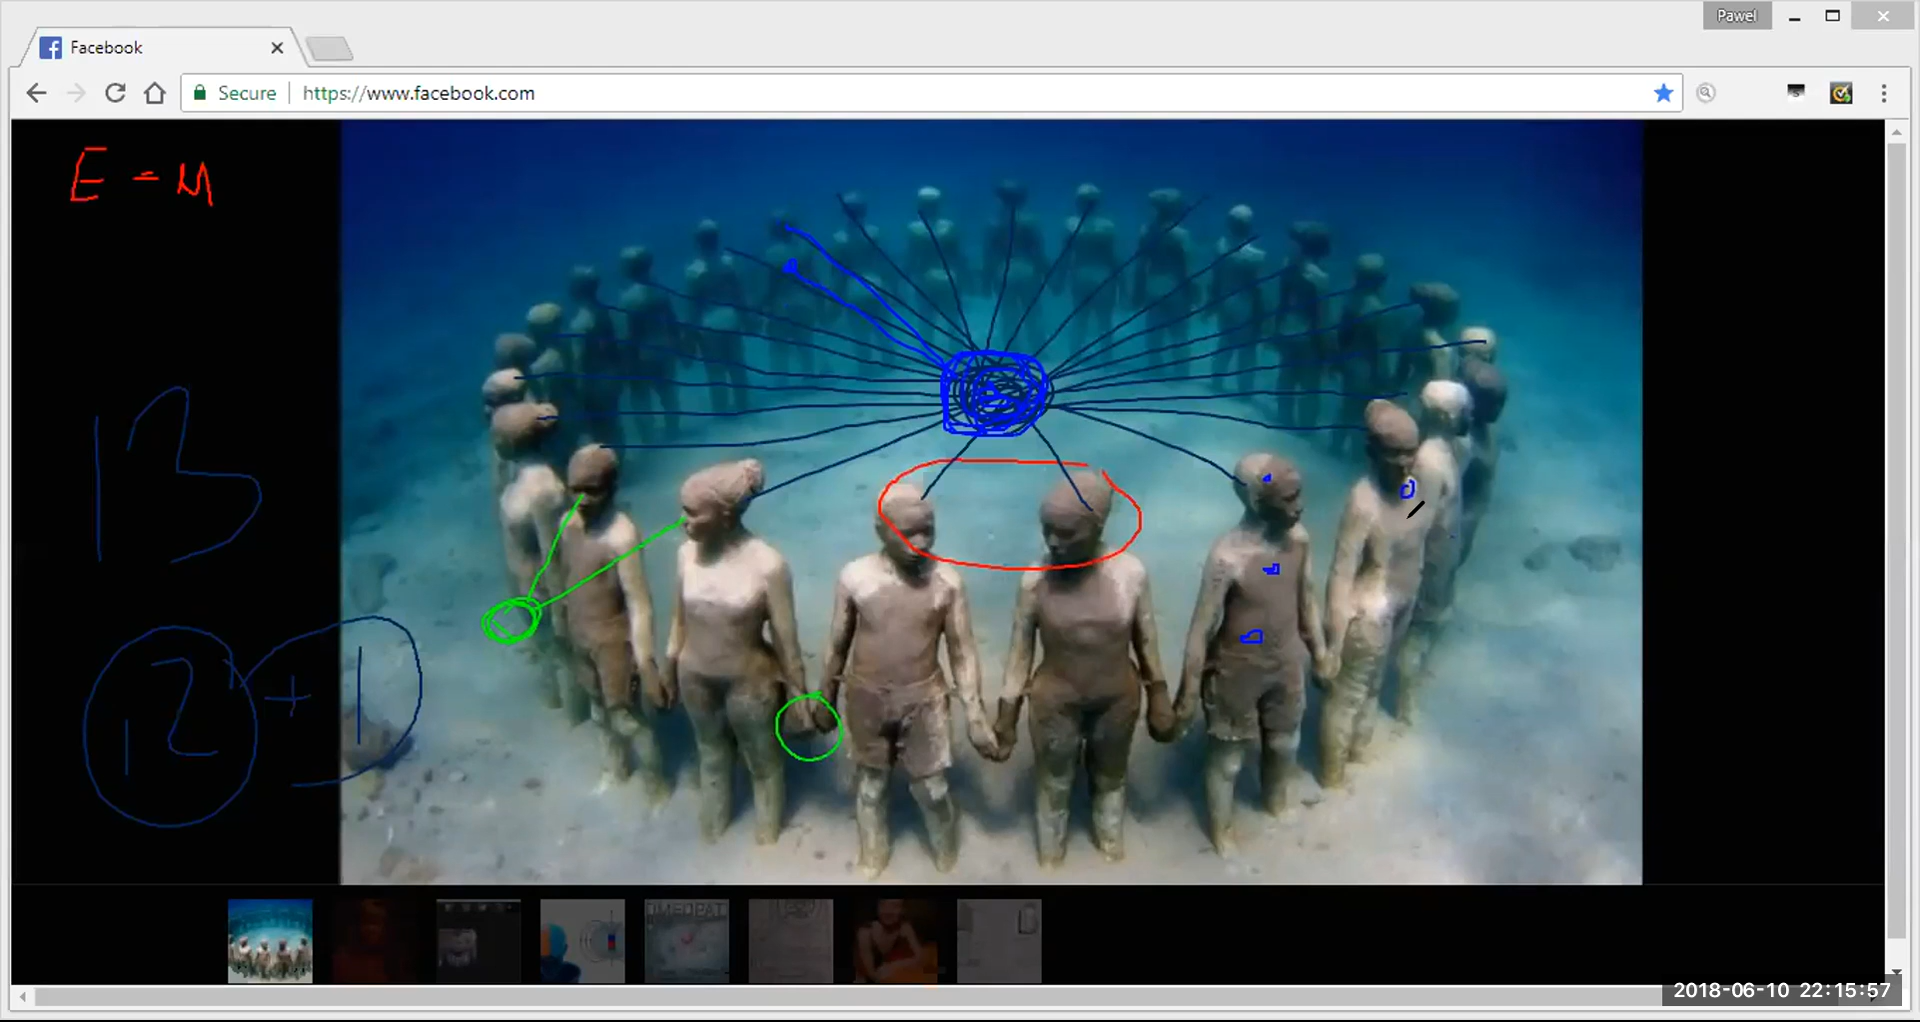 Pawel
Facebook
Secure
https://www.facebook.com
E = M
13
12 + 1
2018-06-10 22:15:57